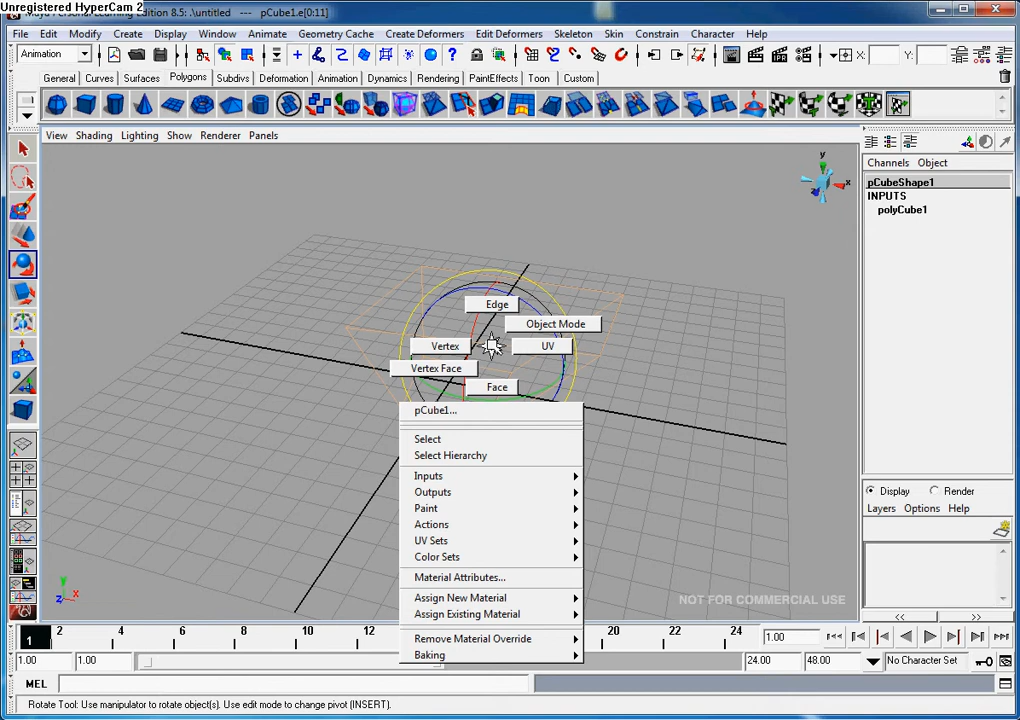 Unregistered HyperCam 2
Edition 8.5: .\untitled --- pCube1.e[0:11]
File Edit Modify Create Display Window Animate Geometry Cache Create Deformers Edit Deformers Skeleton Skin Constrain Character Help
Animation X: Y:
General Curves Surfaces Polygons Subdivs Deformation Animation Dynamics Rendering PaintEffects Toon Custom
View Shading Lighting Show Renderer Panels
Channels Object
pCubeShape1
INPUTS
polyCube1
y
x
Edge
Object Mode
Vertex
UV
Vertex Face
Face
pCube1...
Select
Select Hierarchy
Inputs
Outputs
Paint
Actions
UV Sets
Color Sets
Material Attributes...
Assign New Material
Assign Existing Material
Remove Material Override
Baking
Display Render
Layers Options Help
y
z x
NOT FOR COMMERCIAL USE
<< >>
1 2 4 6 8 10 12 20 22 24 1.00
1.00 1.00 24.00 48.00 No Character Set
MEL
Rotate Tool: Use manipulator to rotate object(s). Use edit mode to change pivot (INSERT).